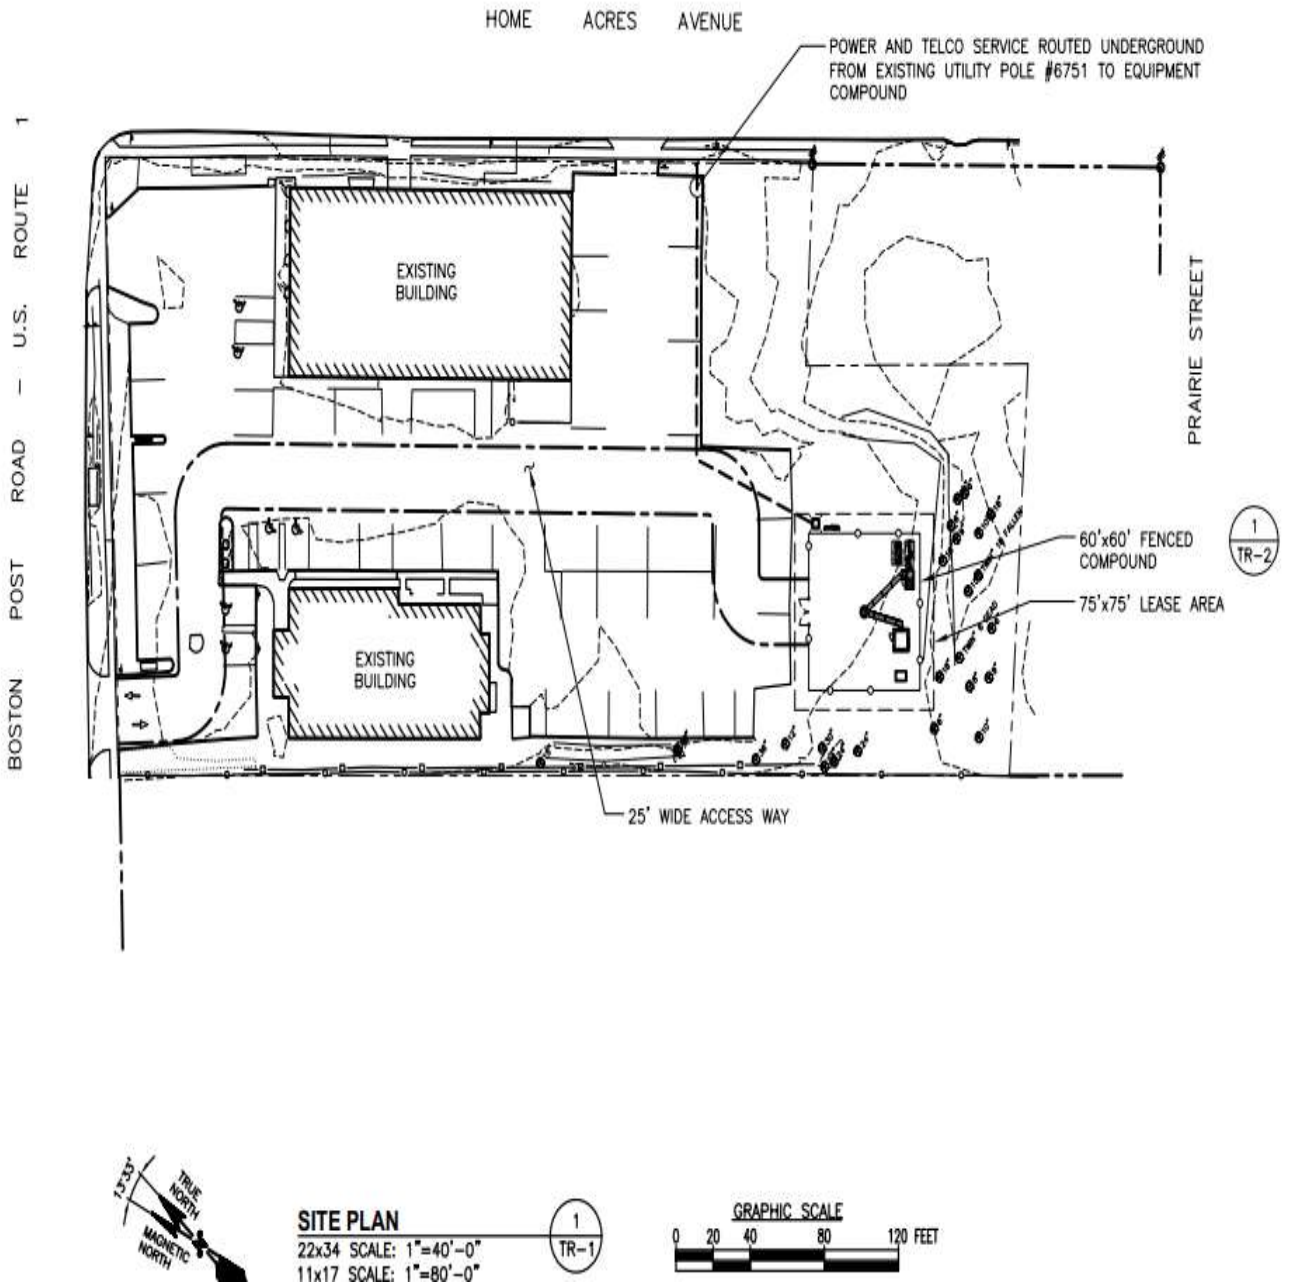 HOME ACRES AVENUE
POWER AND TELCO SERVICE ROUTED UNDERGROUND
FROM EXISTING UTILITY POLE #6751 TO EQUIPMENT
COMPOUND
BOSTON POST ROAD – U.S. ROUTE 1
EXISTING
BUILDING
PRAIRIE STREET
1
TR-2
60'x60' FENCED
COMPOUND
75'x75' LEASE AREA
EXISTING
BUILDING
25' WIDE ACCESS WAY
13°33'
TRUE
NORTH
MAGNETIC
NORTH
SITE PLAN
22x34 SCALE: 1"=40'-0"
11x17 SCALE: 1"=80'-0"
1
TR-1
GRAPHIC SCALE
0 20 40 80 120 FEET